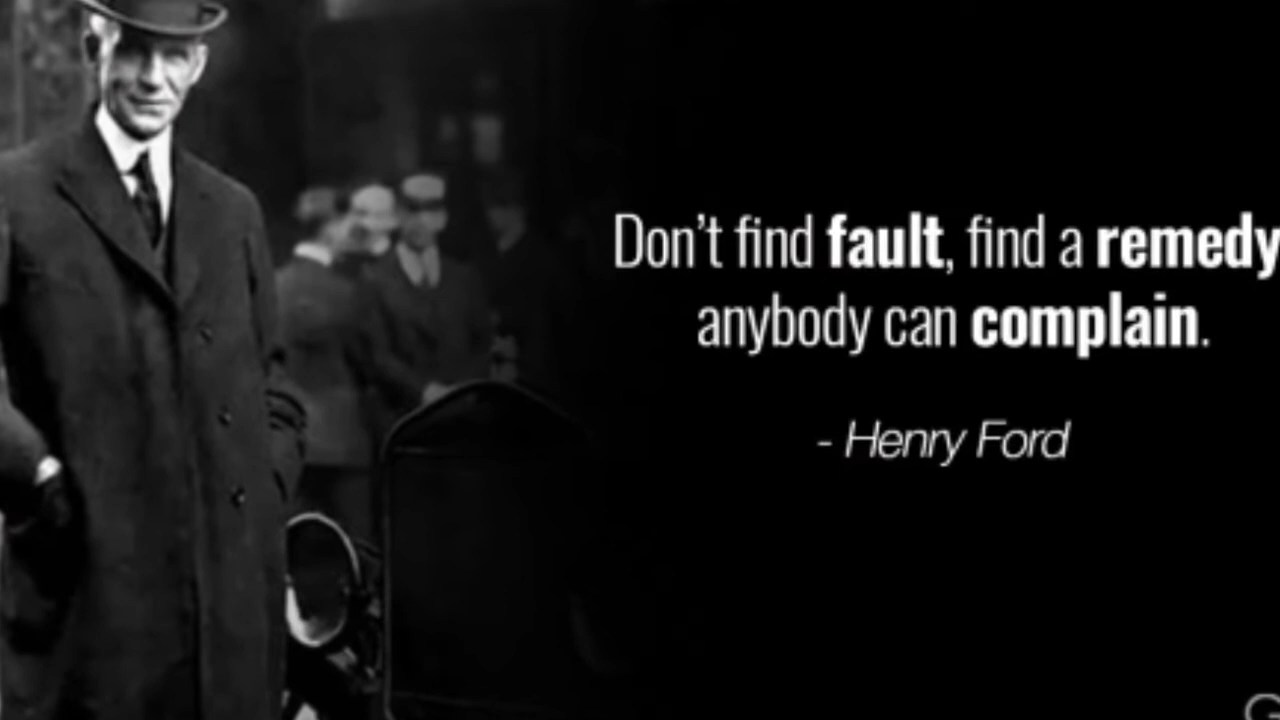 Don't find fault, find a remedy
anybody can complain.
- Henry Ford